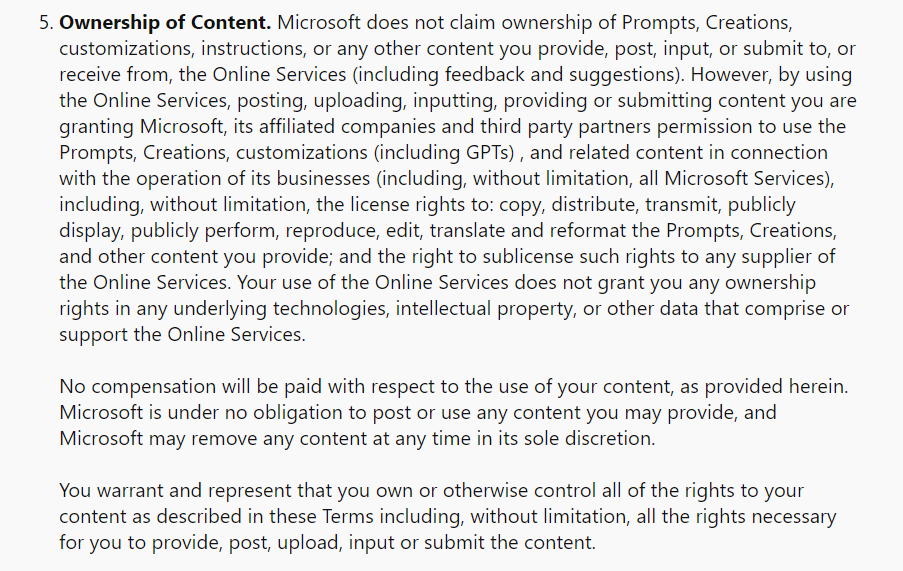 5. Ownership of Content. Microsoft does not claim ownership of Prompts, Creations,
customizations, instructions, or any other content you provide, post, input, or submit to, or
receive from, the Online Services (including feedback and suggestions). However, by using
the Online Services, posting, uploading, inputting, providing or submitting content you are
granting Microsoft, its affiliated companies and third party partners permission to use the
Prompts, Creations, customizations (including GPTs) , and related content in connection
with the operation of its businesses (including, without limitation, all Microsoft Services),
including, without limitation, the license rights to: copy, distribute, transmit, publicly
display, publicly perform, reproduce, edit, translate and reformat the Prompts, Creations,
and other content you provide; and the right to sublicense such rights to any supplier of
the Online Services. Your use of the Online Services does not grant you any ownership
rights in any underlying technologies, intellectual property, or other data that comprise or
support the Online Services.
No compensation will be paid with respect to the use of your content, as provided herein.
Microsoft is under no obligation to post or use any content you may provide, and
Microsoft may remove any content at any time in its sole discretion.
You warrant and represent that you own or otherwise control all of the rights to your
content as described in these Terms including, without limitation, all the rights necessary
for you to provide, post, upload, input or submit the content.